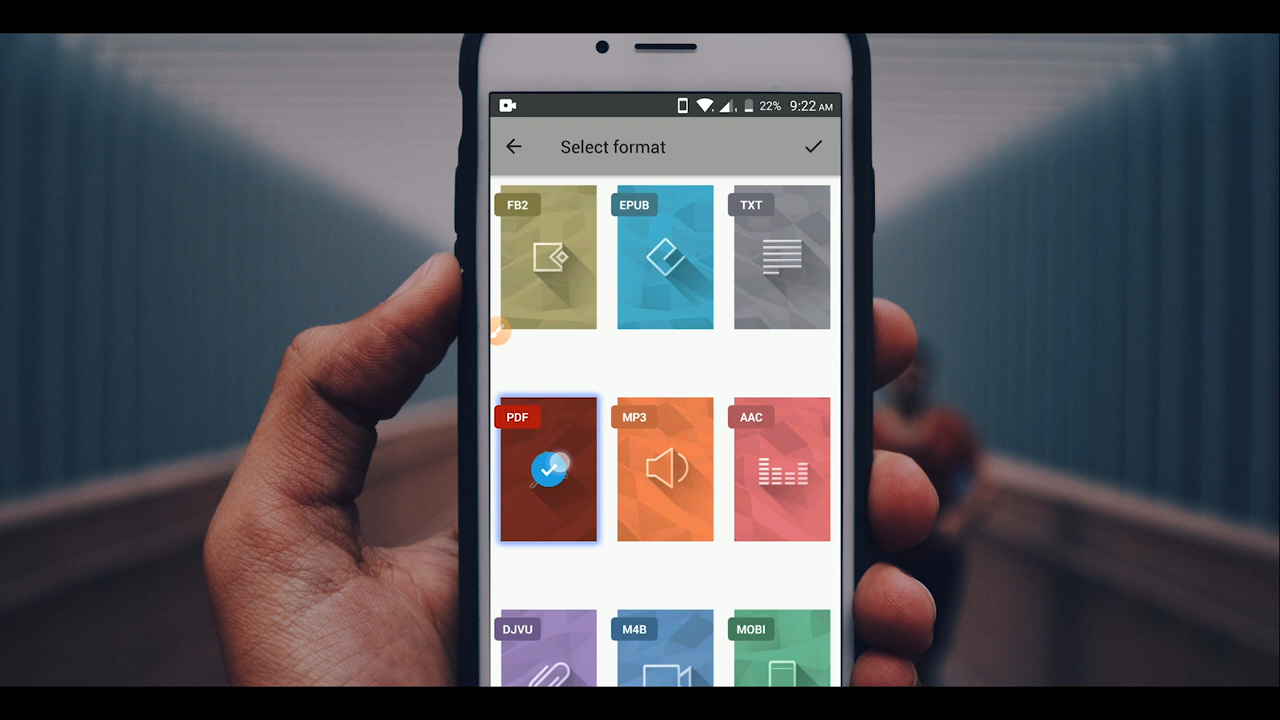 22% 9:22 AM
Select format
FB2 EPUB TXT
PDF MP3 AAC
DJVU M4B MOBI